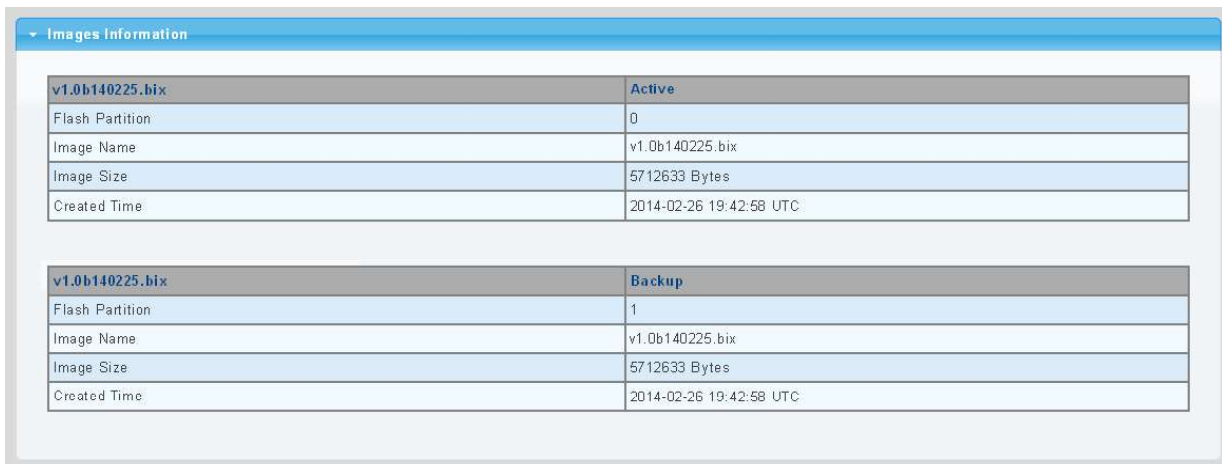 Images Information
v1.0b140225.bix Active
Flash Partition 0
Image Name v1.0b140225.bix
Image Size 5712633 Bytes
Created Time 2014-02-26 19:42:58 UTC
v1.0b140225.bix Backup
Flash Partition 1
Image Name v1.0b140225.bix
Image Size 5712633 Bytes
Created Time 2014-02-26 19:42:58 UTC